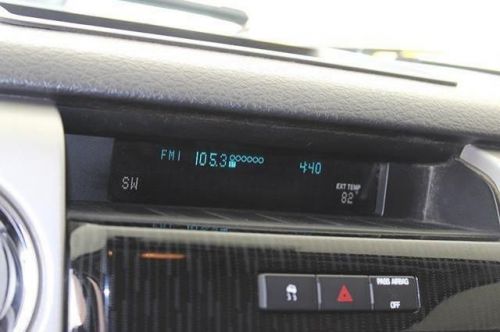 FM1 105.3 4:40
SW EXT TEMP
82°
PASS AIRBAG
OFF